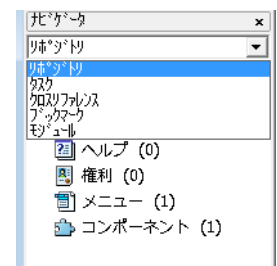 ﾅﾋﾞｹﾞｰﾀ
ﾘﾎﾟｼﾞﾄﾘ
ﾘﾎﾟｼﾞﾄﾘ
ﾀｽｸ
ｸﾛｽﾘﾌｧﾚﾝｽ
ﾌﾞｯｸﾏｰｸ
ﾓｼﾞｭｰﾙ
ヘルプ (0)
権利 (0)
メニュー (1)
コンポーネント (1)